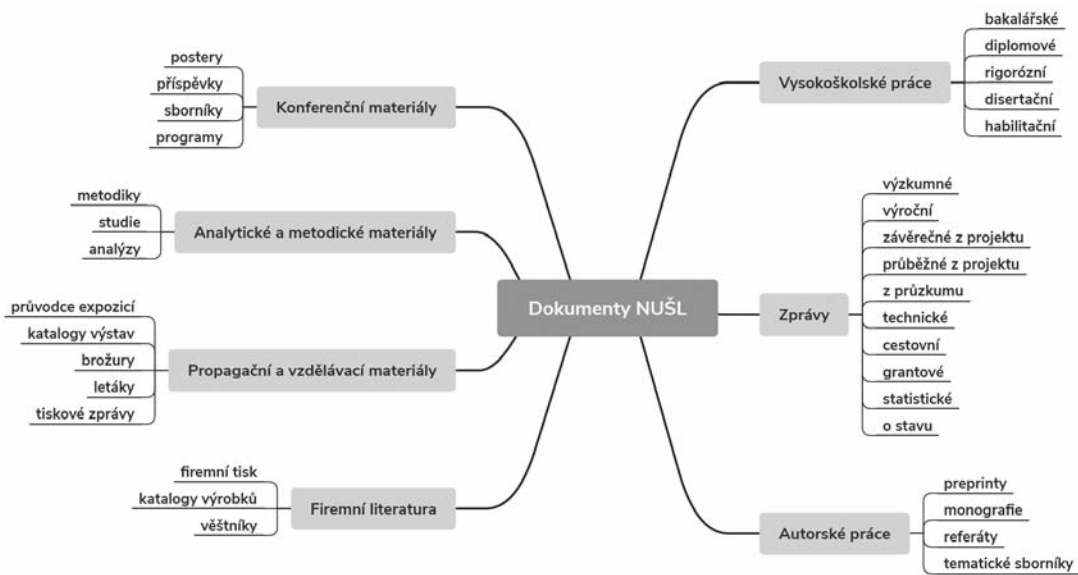 Dokumenty NUŠL
Konferenční materiály
postery
příspěvky
sborníky
programy
Analytické a metodické materiály
metodiky
studie
analýzy
Propagační a vzdělávací materiály
průvodce expozicí
katalogy výstav
brožury
letáky
tiskové zprávy
Firemní literatura
firemní tisk
katalogy výrobků
věštníky
Vysokoškolské práce
bakalářské
diplomové
rigorózní
disertační
habilitační
Zprávy
výzkumné
výroční
závěrečné z projektu
průběžné z projektu
z průzkumu
technické
cestovní
grantové
statistické
o stavu
Autorské práce
preprinty
monografie
referáty
tematické sborníky